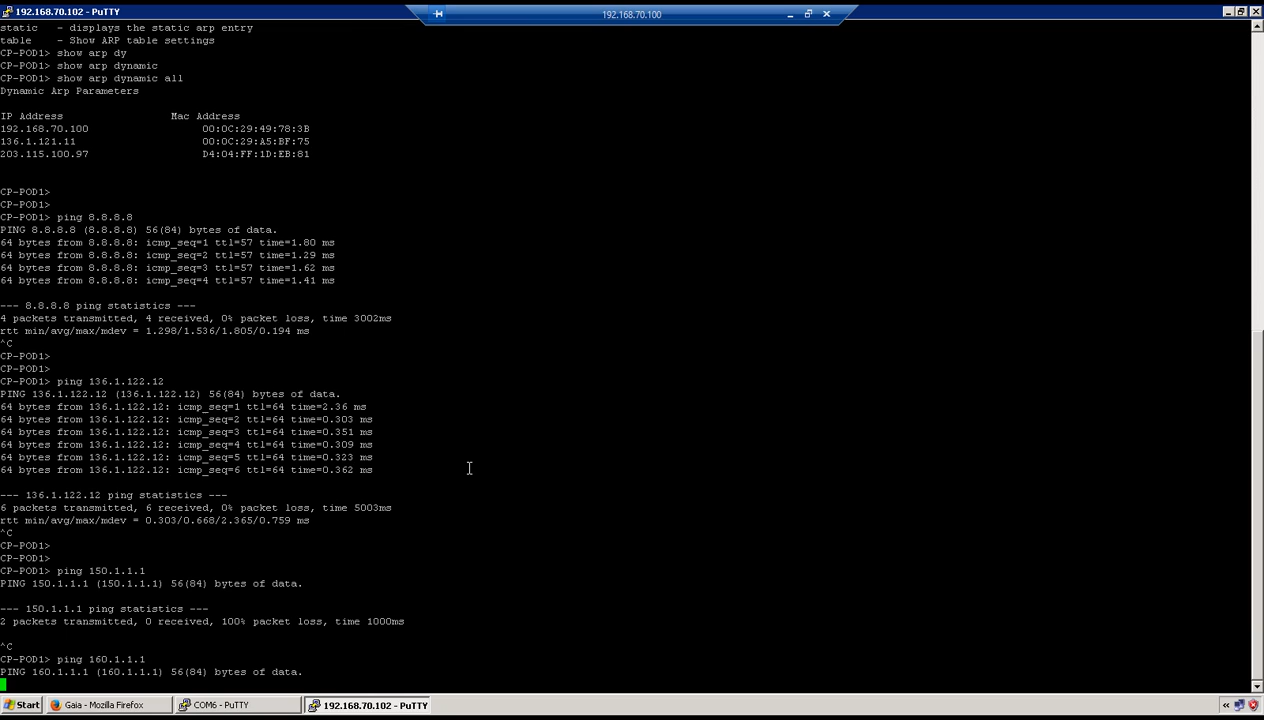 192.168.70.102 - PuTTY
192.168.70.100
static   - displays the static arp entry
table    - Show ARP table settings
CP-POD1> show arp dy
CP-POD1> show arp dynamic
CP-POD1> show arp dynamic all
Dynamic Arp Parameters
IP Address                 Mac Address
192.168.70.100                  00:0C:29:49:78:3B
136.1.121.11                    00:0C:29:A5:BF:75
203.115.100.97                  D4:04:FF:1D:EB:81
CP-POD1>
CP-POD1>
CP-POD1> ping 8.8.8.8
PING 8.8.8.8 (8.8.8.8) 56(84) bytes of data.
64 bytes from 8.8.8.8: icmp_seq=1 ttl=57 time=1.80 ms
64 bytes from 8.8.8.8: icmp_seq=2 ttl=57 time=1.29 ms
64 bytes from 8.8.8.8: icmp_seq=3 ttl=57 time=1.62 ms
64 bytes from 8.8.8.8: icmp_seq=4 ttl=57 time=1.41 ms
--- 8.8.8.8 ping statistics ---
4 packets transmitted, 4 received, 0% packet loss, time 3002ms
rtt min/avg/max/mdev = 1.298/1.536/1.805/0.194 ms
^C
CP-POD1>
CP-POD1>
CP-POD1> ping 136.1.122.12
PING 136.1.122.12 (136.1.122.12) 56(84) bytes of data.
64 bytes from 136.1.122.12: icmp_seq=1 ttl=64 time=2.36 ms
64 bytes from 136.1.122.12: icmp_seq=2 ttl=64 time=0.303 ms
64 bytes from 136.1.122.12: icmp_seq=3 ttl=64 time=0.351 ms
64 bytes from 136.1.122.12: icmp_seq=4 ttl=64 time=0.309 ms
64 bytes from 136.1.122.12: icmp_seq=5 ttl=64 time=0.323 ms
64 bytes from 136.1.122.12: icmp_seq=6 ttl=64 time=0.362 ms
--- 136.1.122.12 ping statistics ---
6 packets transmitted, 6 received, 0% packet loss, time 5003ms
rtt min/avg/max/mdev = 0.303/0.668/2.365/0.759 ms
^C
CP-POD1>
CP-POD1>
CP-POD1> ping 150.1.1.1
PING 150.1.1.1 (150.1.1.1) 56(84) bytes of data.
--- 150.1.1.1 ping statistics ---
2 packets transmitted, 0 received, 100% packet loss, time 1000ms
^C
CP-POD1> ping 160.1.1.1
PING 160.1.1.1 (160.1.1.1) 56(84) bytes of data.
Start
Gaia - Mozilla Firefox
COM6 - PuTTY
192.168.70.102 - PuTTY